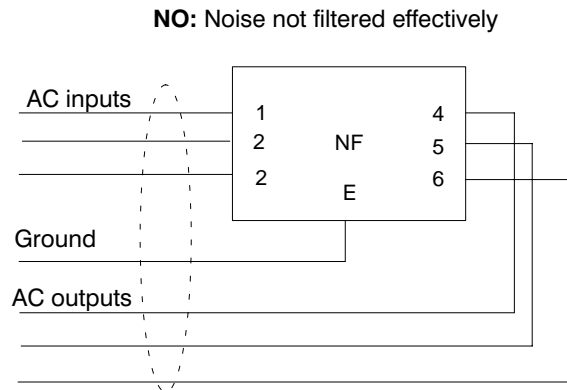 NO: Noise not filtered effectively
AC inputs
1
4
2
NF
5
2
6
E
Ground
AC outputs